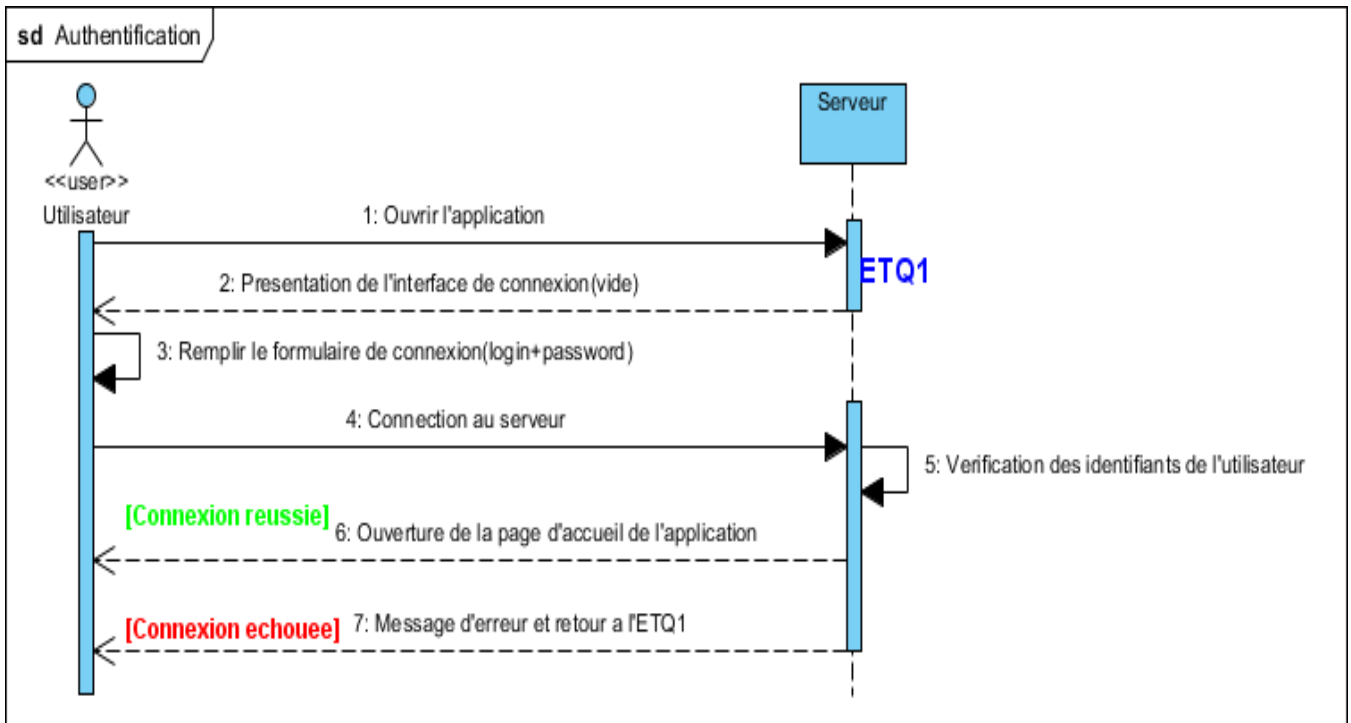 sd Authentification
Serveur
<<user>>
Utilisateur
1: Ouvrir l'application
ETQ1
2: Presentation de l'interface de connexion(vide)
3: Remplir le formulaire de connexion(login+password)
4: Connection au serveur
5: Verification des identifiants de l'utilisateur
[Connexion reussie]
6: Ouverture de la page d'accueil de l'application
[Connexion echouee] 7: Message d'erreur et retour a l'ETQ1